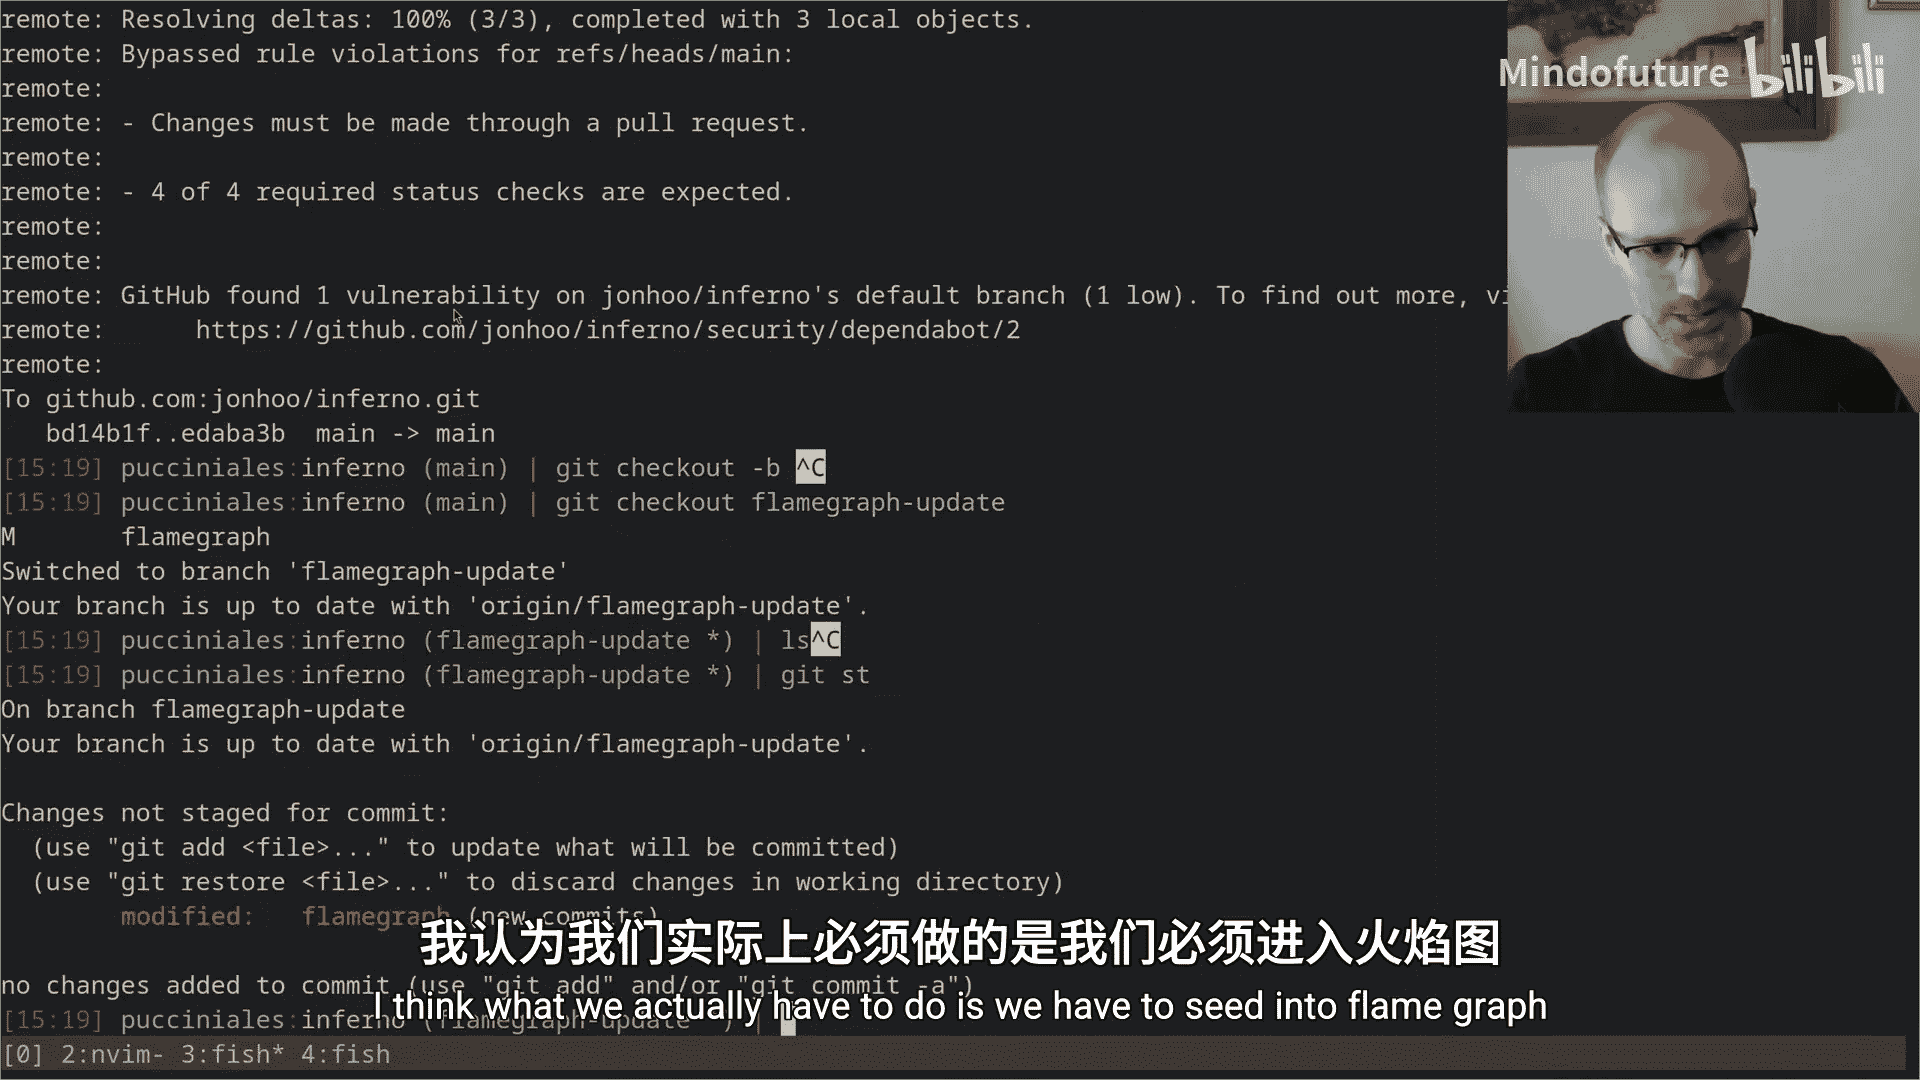 remote: Resolving deltas: 100% (3/3), completed with 3 local objects.
remote: Bypassed rule violations for refs/heads/main:
remote:
remote: - Changes must be made through a pull request.
remote:
remote: - 4 of 4 required status checks are expected.
remote:
remote:
remote: GitHub found 1 vulnerability on jonhoo/inferno's default branch (1 low). To find out more, vi
remote:      https://github.com/jonhoo/inferno/security/dependabot/2
remote:
To github.com:jonhoo/inferno.git
   bd14b1f..edaba3b  main -> main
[15:19] pucciniales:inferno (main) | git checkout -b ^C
[15:19] pucciniales:inferno (main) | git checkout flamegraph-update
M       flamegraph
Switched to branch 'flamegraph-update'
Your branch is up to date with 'origin/flamegraph-update'.
[15:19] pucciniales:inferno (flamegraph-update *) | ls^C
[15:19] pucciniales:inferno (flamegraph-update *) | git st
On branch flamegraph-update
Your branch is up to date with 'origin/flamegraph-update'.
Changes not staged for commit:
  (use "git add <file>..." to update what will be committed)
  (use "git restore <file>..." to discard changes in working directory)
        modified:   flamegraph (new commits)
no changes added to commit (use "git add" and/or "git commit -a")
[15:19] pucciniales:inferno (flamegraph-update *) |
[0] 2:nvim- 3:fish* 4:fish
Mindofuture bilibili
我认为我们实际上必须做的是我们必须进入火焰图
I think what we actually have to do is we have to seed into flame graph